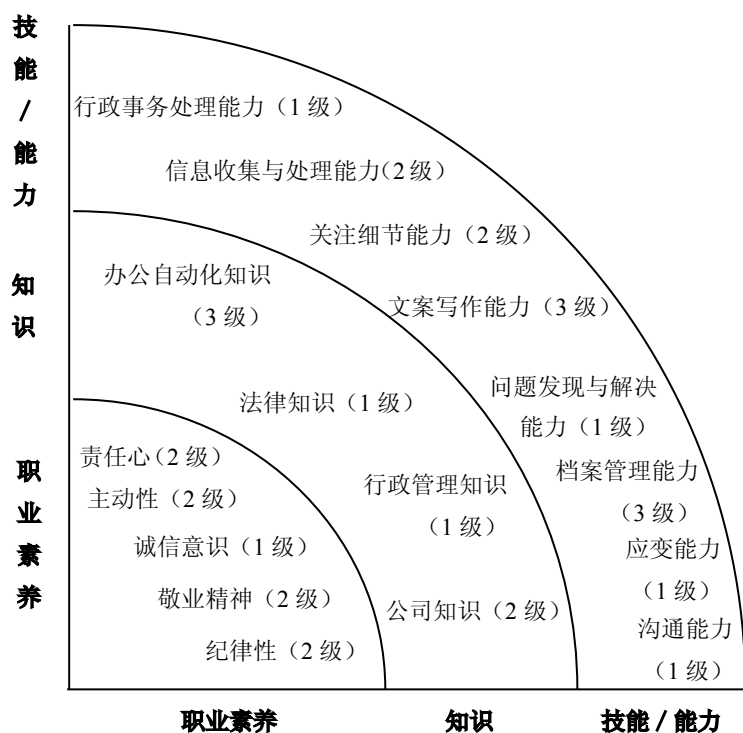 技能/能力
行政事务处理能力（1级）
信息收集与处理能力（2级）
关注细节能力（2级）
文案写作能力（3级）
问题发现与解决
能力（1级）
档案管理能力
（3级）
应变能力
（1级）
沟通能力
（1级）
知识
办公自动化知识
（3级）
法律知识（1级）
行政管理知识
（1级）
公司知识（2级）
职业素养
责任心（2级）
主动性（2级）
诚信意识（1级）
敬业精神（2级）
纪律性（2级）
职业素养
知识
技能/能力